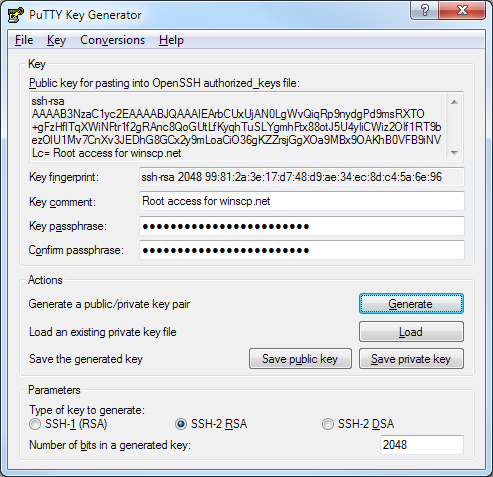 PuTTY Key Generator
File Key Conversions Help
Key
Public key for pasting into OpenSSH authorized_keys file:
ssh-rsa
AAAAB3NzaC1yc2EAAAABJQAAAIEArbCUxUjAN0LgWvQiqRp9nydgPd9msRXTO
+gFzHflTqXWiNFtr1f2gRAnc8QoGUtLfKyqhTuSLYgmhFtx88otJ5U4yliCWiz2Olf1RT9b
ezOlU1Mv7CnXv3JEDhG8GCx2y9mLoaCiO36gKZZrsjGgXOa9MBx9OAKhB0VFB9iNV
Lc= Root access for winscp.net
Key fingerprint: ssh-rsa 2048 99:81:2a:3e:17:d7:48:d9:ae:34:ec:8d:c4:5a:6e:96
Key comment: Root access for winscp.net
Key passphrase: ●●●●●●●●●●●●●●●●●●●●●●●●
Confirm passphrase: ●●●●●●●●●●●●●●●●●●●●●●●●
Actions
Generate a public/private key pair Generate
Load an existing private key file Load
Save the generated key Save public key Save private key
Parameters
Type of key to generate:
SSH-1 (RSA) SSH-2 RSA SSH-2 DSA
Number of bits in a generated key: 2048